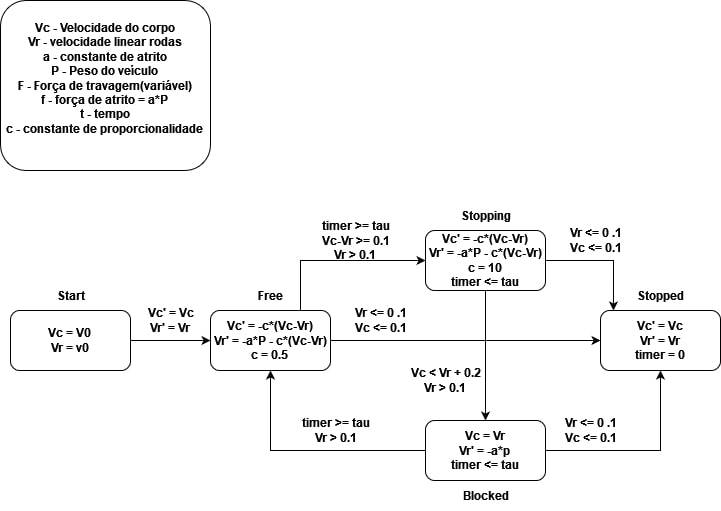 Vc - Velocidade do corpo
Vr - velocidade linear rodas
a - constante de atrito
P - Peso do veículo
F - Força de travagem(variável)
f - força de atrito = a*P
t - tempo
c - constante de proporcionalidade
Stopping
timer >= tau
Vc-Vr >= 0.1
Vr > 0.1
Vc' = -c*(Vc-Vr)
Vr' = -a*P - c*(Vc-Vr)
c = 10
timer <= tau
Vr <= 0 .1
Vc <= 0.1
Start
Free
Stopped
Vc = V0
Vr = v0
Vc' = Vc
Vr' = Vr
Vc' = -c*(Vc-Vr)
Vr' = -a*P - c*(Vc-Vr)
c = 0.5
Vr <= 0 .1
Vc <= 0.1
Vc' = Vc
Vr' = Vr
timer = 0
Vc < Vr + 0.2
Vr > 0.1
timer >= tau
Vr > 0.1
Vc = Vr
Vr' = -a*p
timer <= tau
Vr <= 0 .1
Vc <= 0.1
Blocked